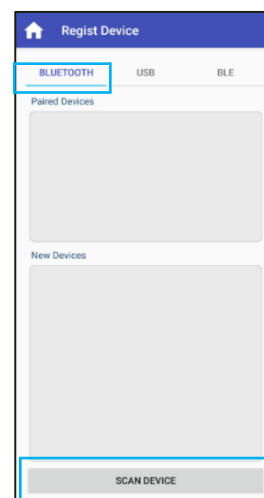 Regist Device
BLUETOOTH USB BLE
Paired Devices
New Devices
SCAN DEVICE